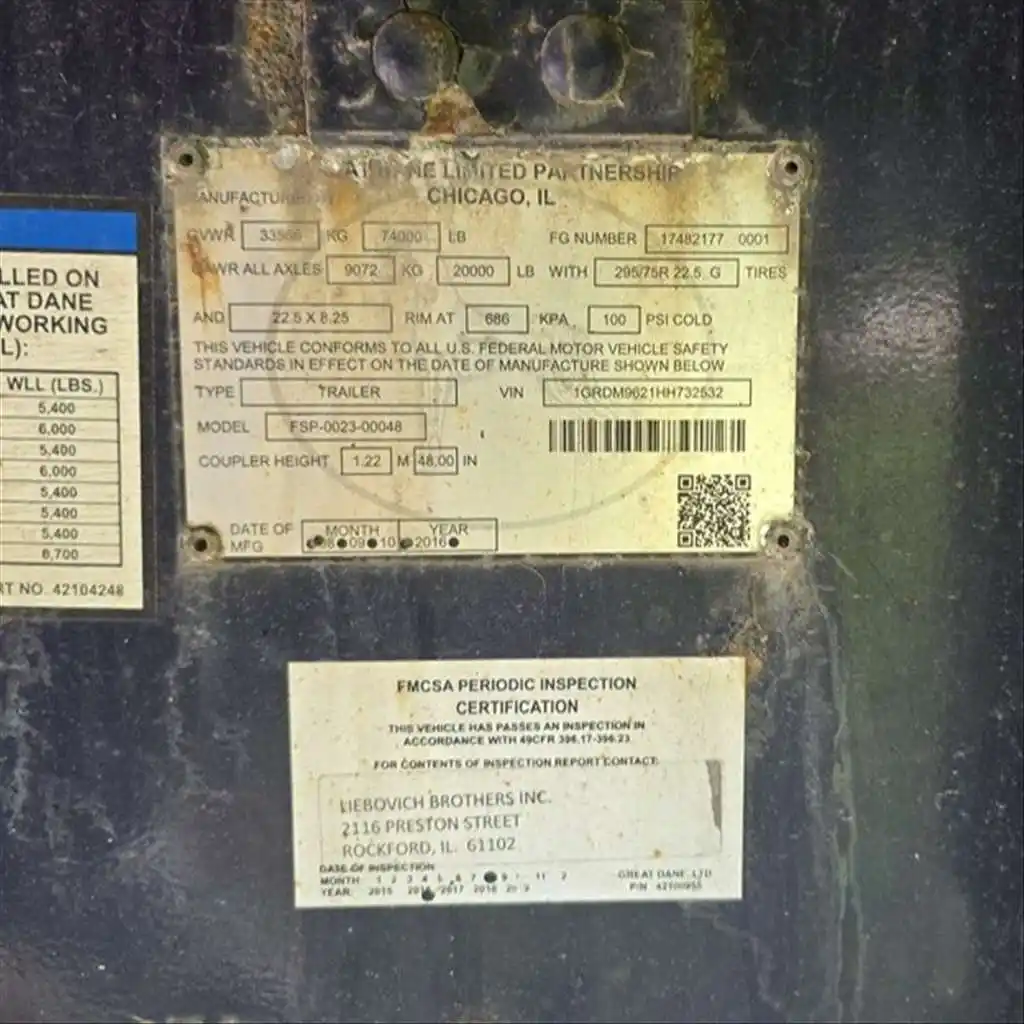 LLED ON
AT DANE
WORKING
L):
WLL (LBS.)
5,400
6,000
5,400
6,000
5,400
5,400
5,400
6,700
RT NO. 42104248
NE LIMITED PARTNERSHIP
CHICAGO, IL
GVWR KG 74000 LB FG NUMBER 17482177 0001
GAWR ALL AXLES 9072 KG 20000 LB WITH 295/75R 22.5 G TIRES
AND 22.5 X 8.25 RIM AT 686 KPA 100 PSI COLD
THIS VEHICLE CONFORMS TO ALL U.S. FEDERAL MOTOR VEHICLE SAFETY
STANDARDS IN EFFECT ON THE DATE OF MANUFACTURE SHOWN BELOW
TYPE TRAILER VIN 1GRDM9621HH732532
MODEL FSP-0023-00048
COUPLER HEIGHT 1.22 M 48.00 IN
DATE OF MONTH YEAR
MFG 08 09 10 2016
FMCSA PERIODIC INSPECTION
CERTIFICATION
THIS VEHICLE HAS PASSES AN INSPECTION IN
ACCORDANCE WITH 49CFR 396.17-396.23
FOR CONTENTS OF INSPECTION REPORT CONTACT:
LIEBOVICH BROTHERS INC.
2116 PRESTON STREET
ROCKFORD, IL. 61102
DATE OF INSPECTION
MONTH: 1 2 3 4 5 6 7 9 11
YEAR: 2015 2017 2018
GREAT DANE, LTD
P/N 42100955